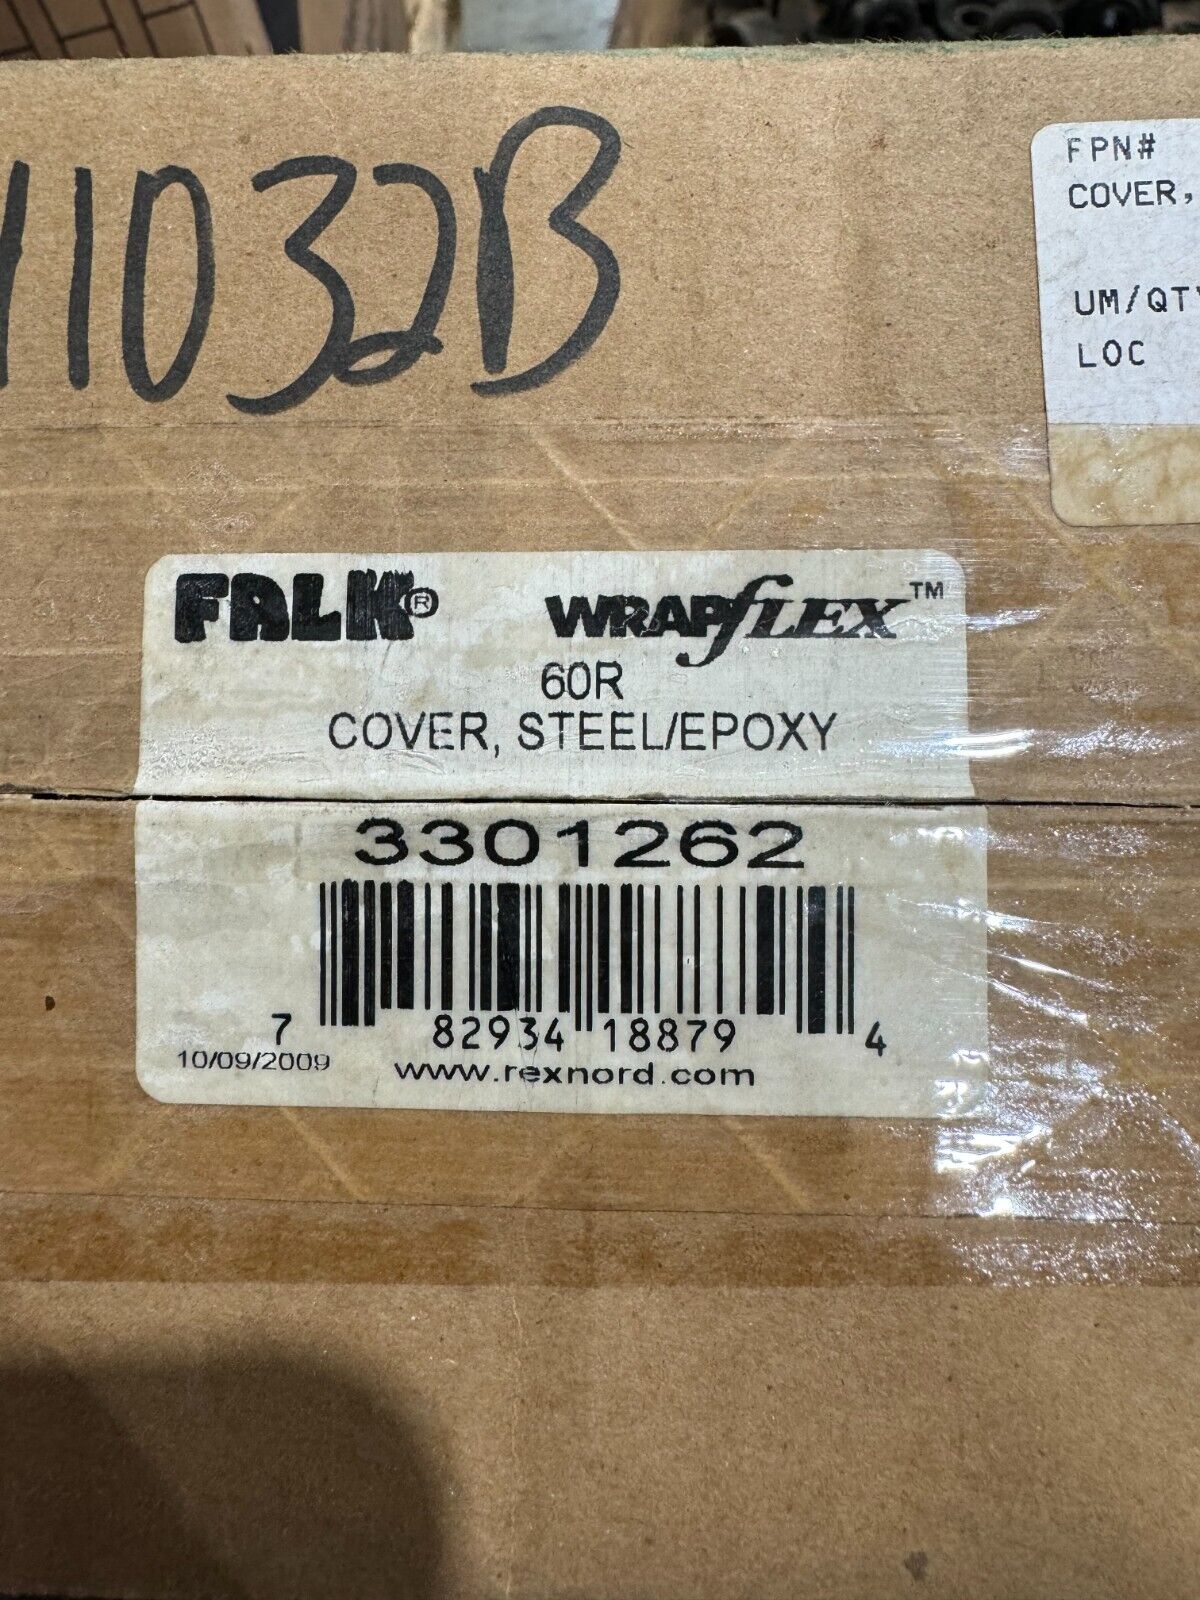 11032B
FPN#
COVER,
UM/QTY
LOC
FALK® WRAPFLEX™
60R
COVER, STEEL/EPOXY
3301262
7 82934 18879 4
10/09/2009
www.rexnord.com